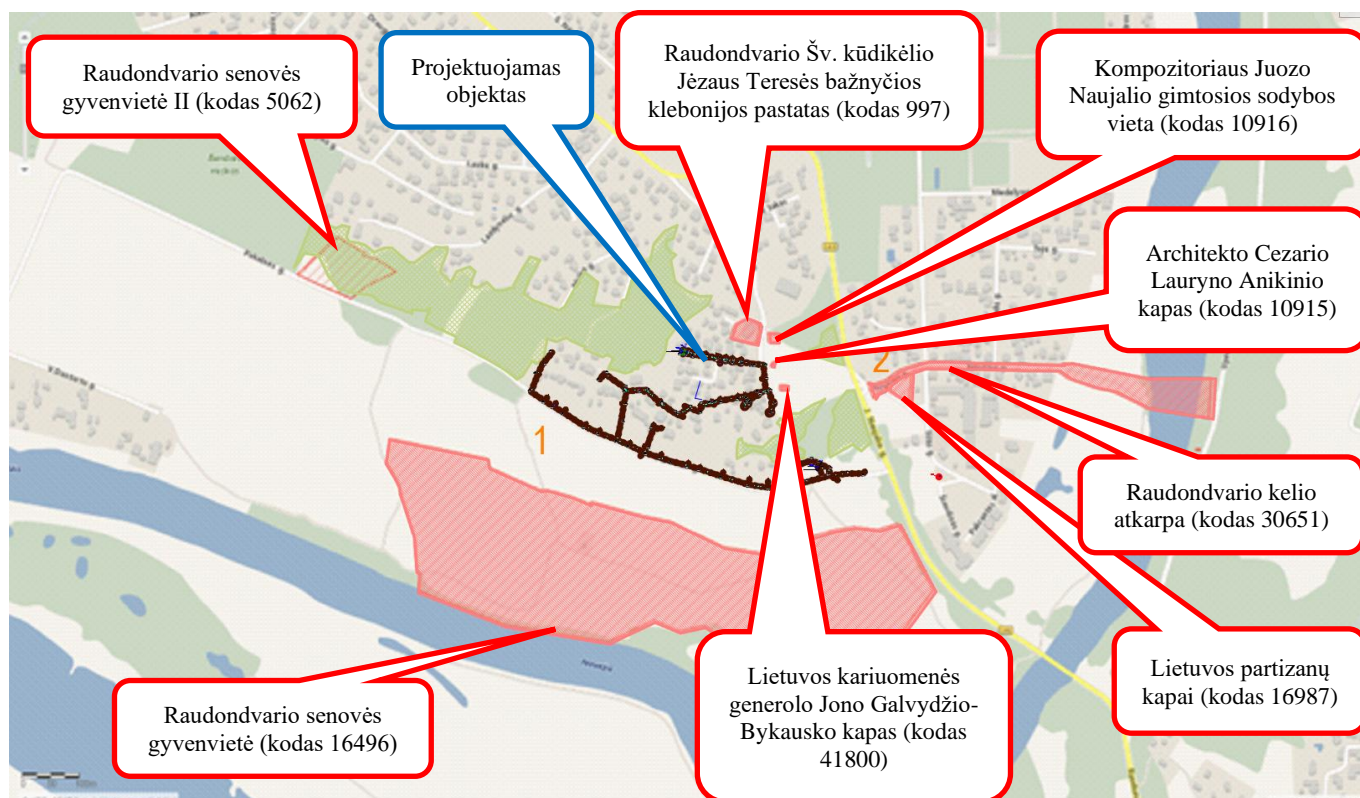 Raudondvario senovės
gyvenvietė II (kodas 5062)
Projektuojamas
objektas
Raudondvario Šv. kūdikėlio
Jėzaus Teresės bažnyčios
klebonijos pastatas (kodas 997)
Kompozitoriaus Juozo
Naujalio gimtosios sodybos
vieta (kodas 10916)
Architekto Cezario
Lauryno Anikinio
kapas (kodas 10915)
Pakalnės g.
1
2
Raudondvario kelio
atkarpa (kodas 30651)
Lietuvos partizanų
kapai (kodas 16987)
Lietuvos kariuomenės
generolo Jono Galvydžio-
Bykausko kapas (kodas
41800)
Raudondvario senovės
gyvenvietė (kodas 16496)